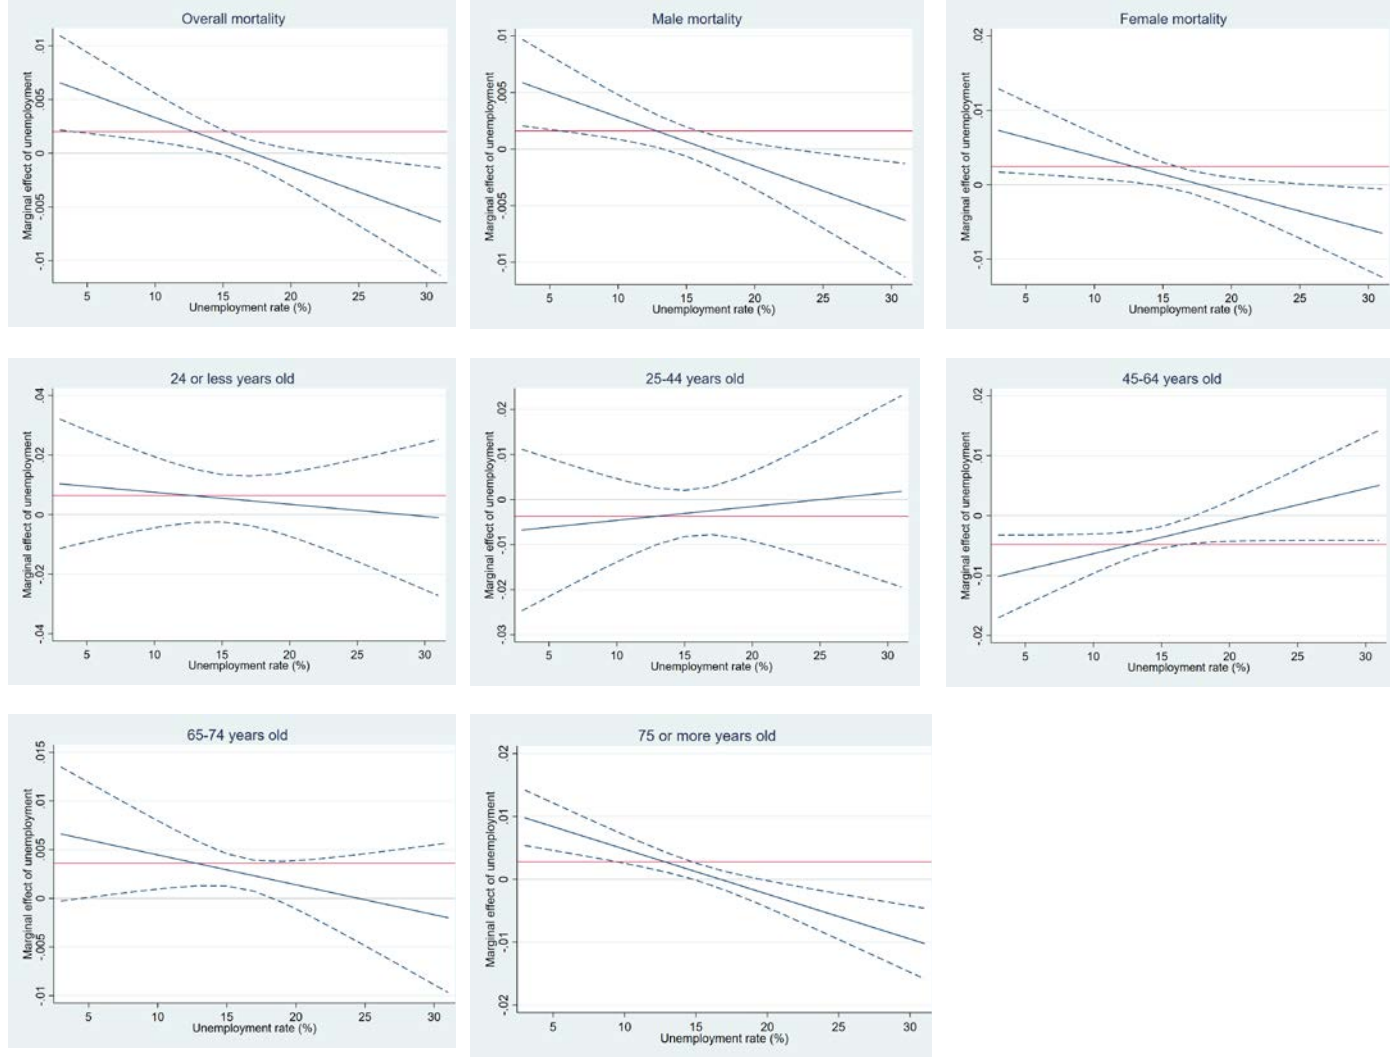 Overall mortality
Marginal effect of unemployment
.01
.005
0
-.005
-.01
5 10 15 20 25 30
Unemployment rate (%)
Male mortality
Marginal effect of unemployment
.01
.005
0
-.005
-.01
5 10 15 20 25 30
Unemployment rate (%)
Female mortality
Marginal effect of unemployment
.02
.01
0
-.01
5 10 15 20 25 30
Unemployment rate (%)
24 or less years old
Marginal effect of unemployment
.04
.02
0
-.02
-.04
5 10 15 20 25 30
Unemployment rate (%)
25-44 years old
Marginal effect of unemployment
.02
.01
0
-.01
-.02
-.03
5 10 15 20 25 30
Unemployment rate (%)
45-64 years old
Marginal effect of unemployment
.02
.01
0
-.01
-.02
5 10 15 20 25 30
Unemployment rate (%)
65-74 years old
Marginal effect of unemployment
.015
.01
.005
0
-.005
-.01
5 10 15 20 25 30
Unemployment rate (%)
75 or more years old
Marginal effect of unemployment
.02
.01
0
-.01
-.02
5 10 15 20 25 30
Unemployment rate (%)